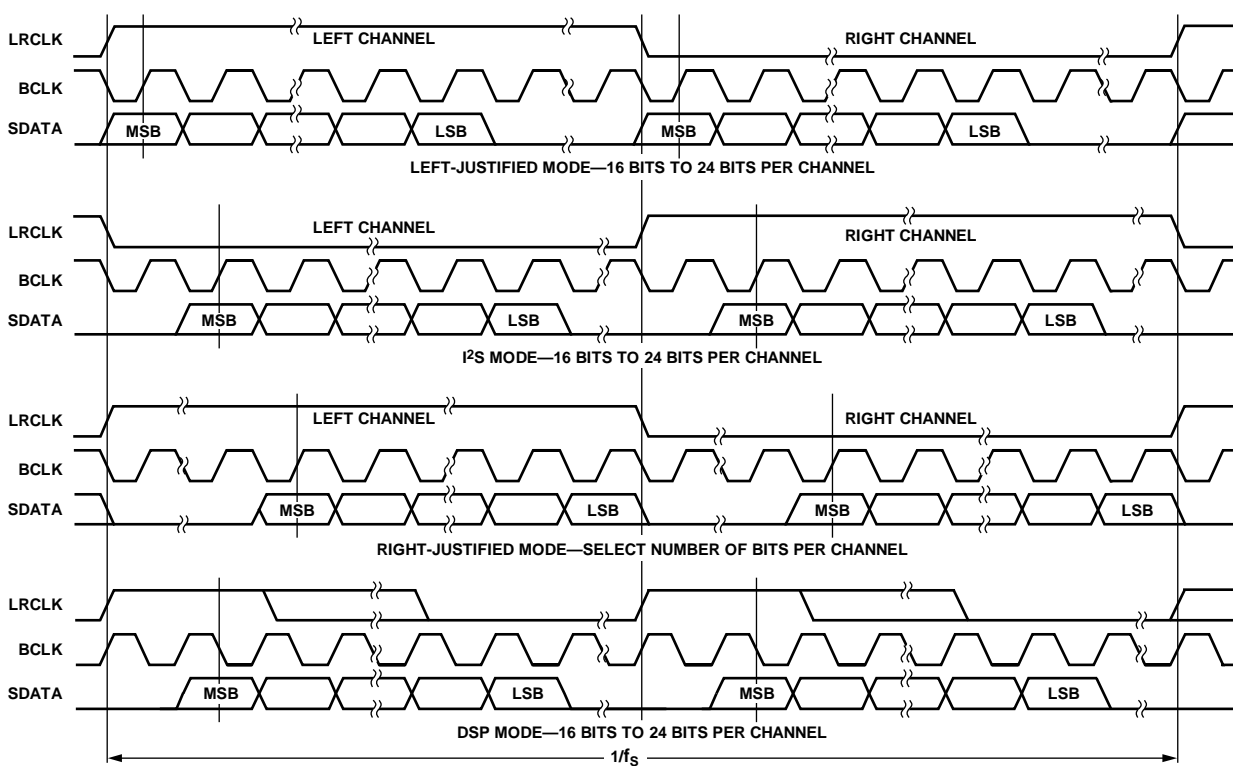 LRCLK
LEFT CHANNEL
RIGHT CHANNEL
BCLK
SDATA
MSB
LSB
MSB
LSB
LEFT-JUSTIFIED MODE—16 BITS TO 24 BITS PER CHANNEL
LRCLK
LEFT CHANNEL
RIGHT CHANNEL
BCLK
SDATA
MSB
LSB
MSB
LSB
I2S MODE—16 BITS TO 24 BITS PER CHANNEL
LRCLK
LEFT CHANNEL
RIGHT CHANNEL
BCLK
SDATA
MSB
LSB
MSB
LSB
RIGHT-JUSTIFIED MODE—SELECT NUMBER OF BITS PER CHANNEL
LRCLK
BCLK
SDATA
MSB
LSB
MSB
LSB
DSP MODE—16 BITS TO 24 BITS PER CHANNEL
1/fS